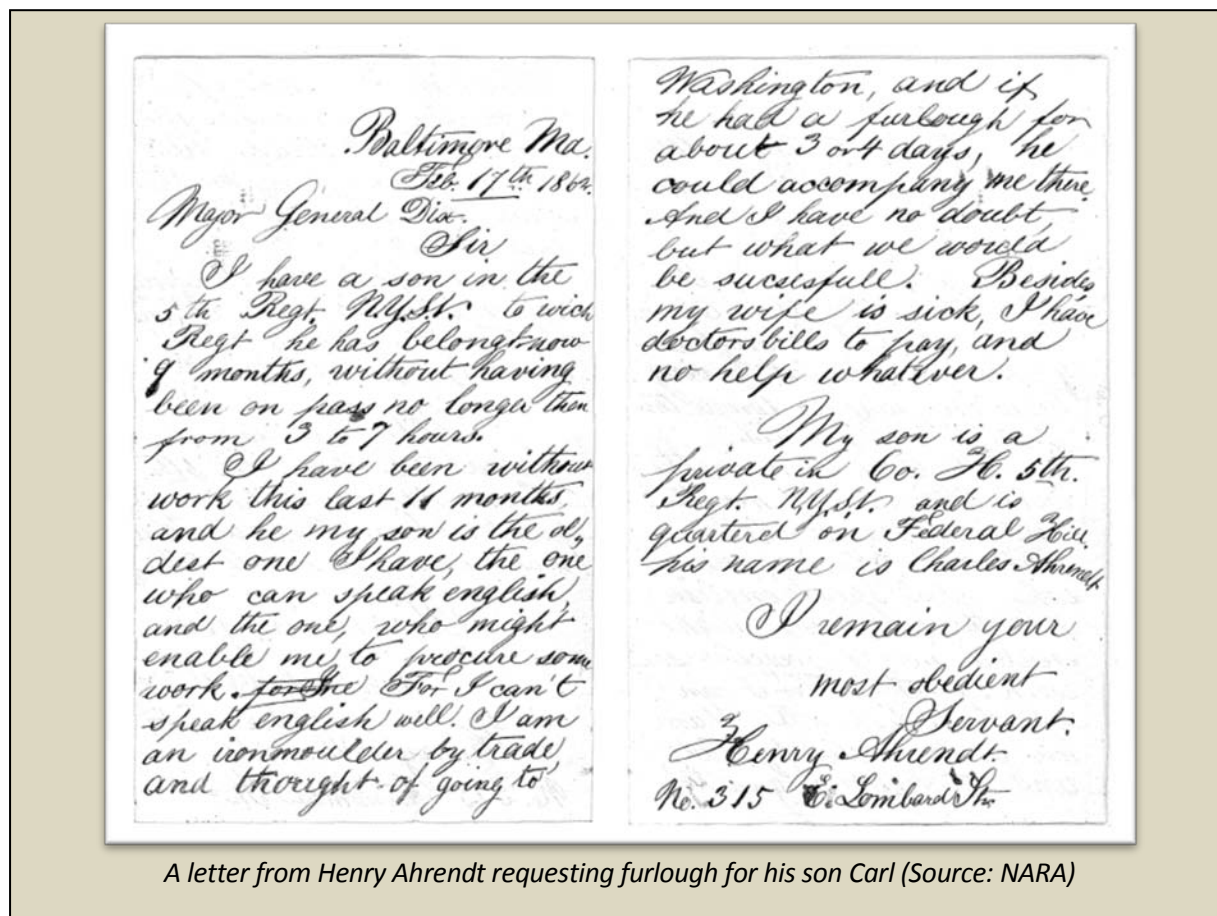 Baltimore Md.
Feb. 17th 1862.
Major General Dix.
Sir
I have a son in the
5th Regt. N.Y.S.V. to wich
Regt he has belongt now
9 months, without having
been on pass no longer then
from 3 to 7 hours.
I have been without
work this last 11 months,
and he my son is the ol,,
dest one I have, the one
who can speak english,
and the one, who might
enable me to procure some
work. for For I can't
speak english well. I am
an ironmoulder by trade,
and thought of going to
Washington, and if
he had a furlough for
about 3 or 4 days, he
could accompany me there
And I have no doubt,
but what we would
be sucsesfull. Besides
my wife is sick, I have
doctors bills to pay, and
no help whatever.
My son is a
private in Co. H. 5th.
Regt. N.Y.S.V. and is
quarterd on Federal Hill
his name is Charles Ahrendt
I remain your
most obedient
Servant.
Henry Ahrendt.
No. 315 E. Lombard Str.
A letter from Henry Ahrendt requesting furlough for his son Carl (Source: NARA)